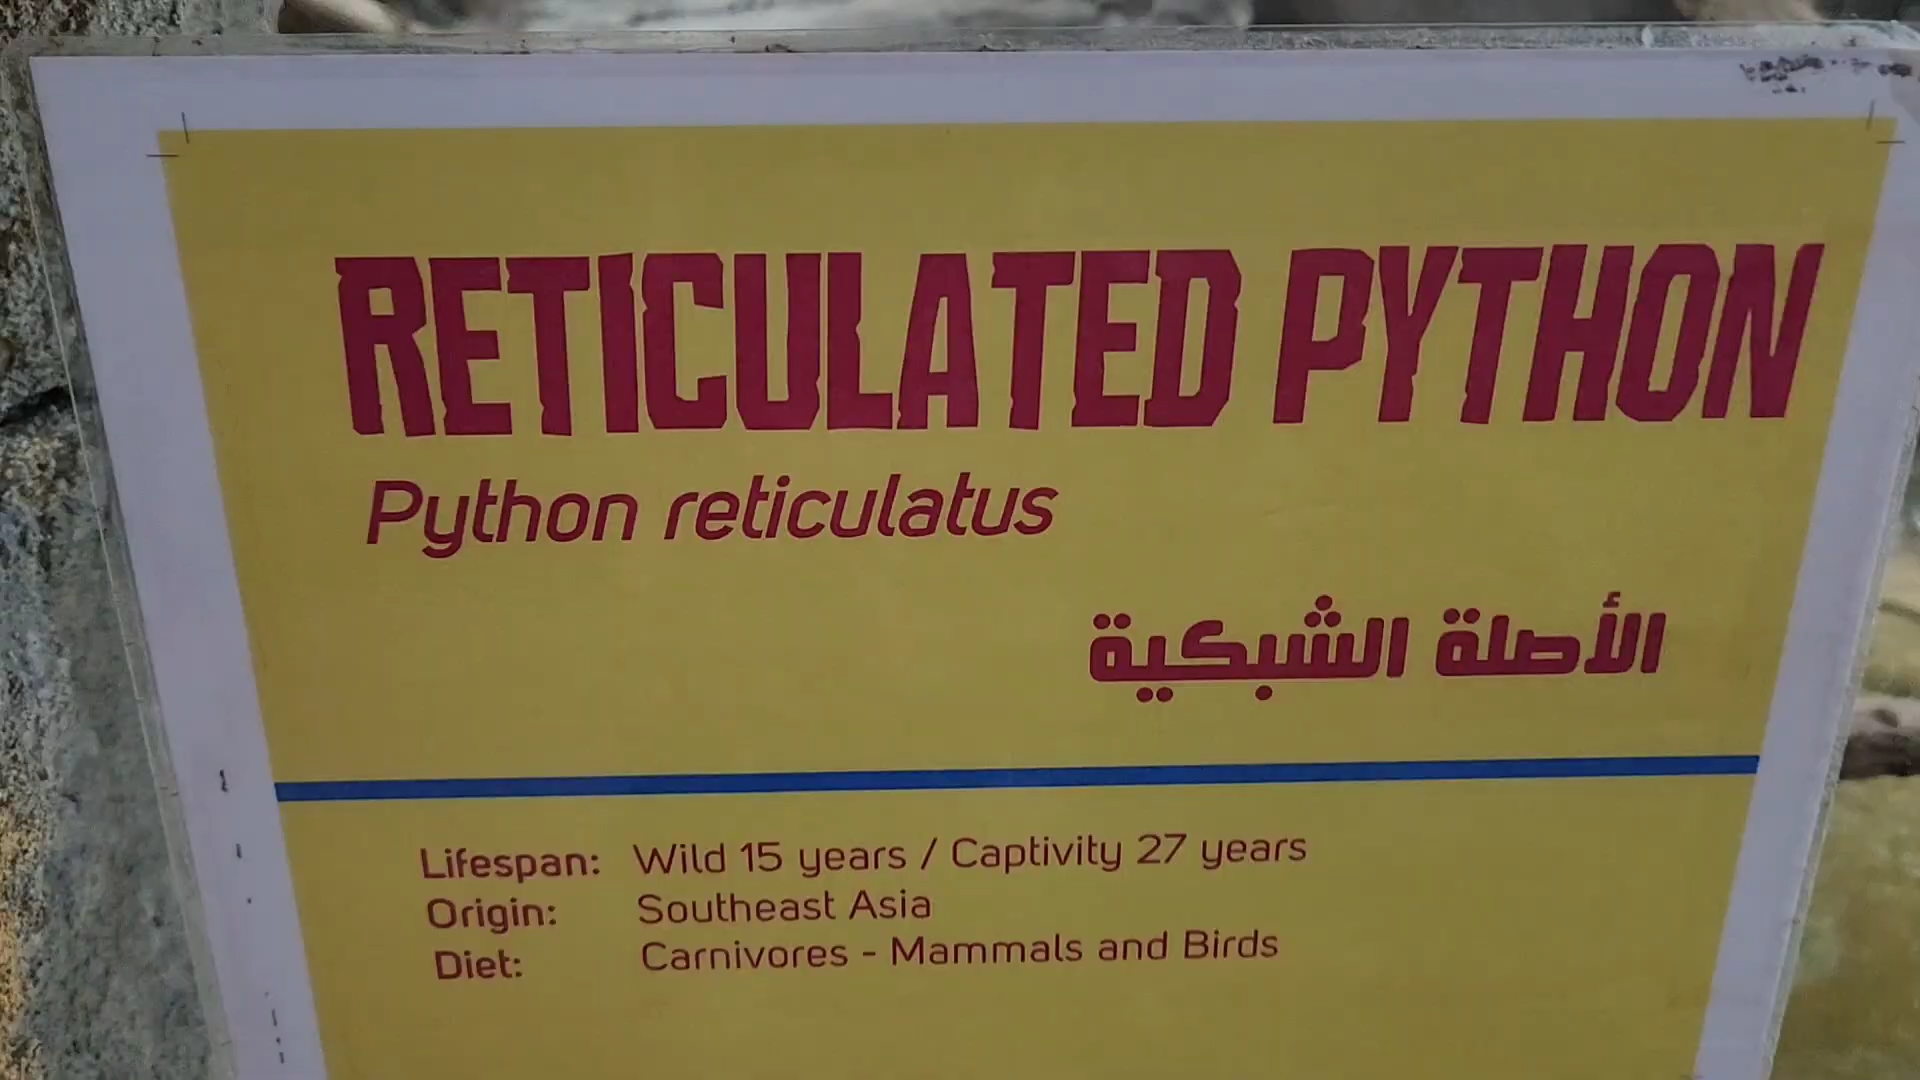 RETICULATED PYTHON
Python reticulatus
الأصلة الشبكية
Lifespan: Wild 15 years / Captivity 27 years
Origin: Southeast Asia
Diet: Carnivores - Mammals and Birds